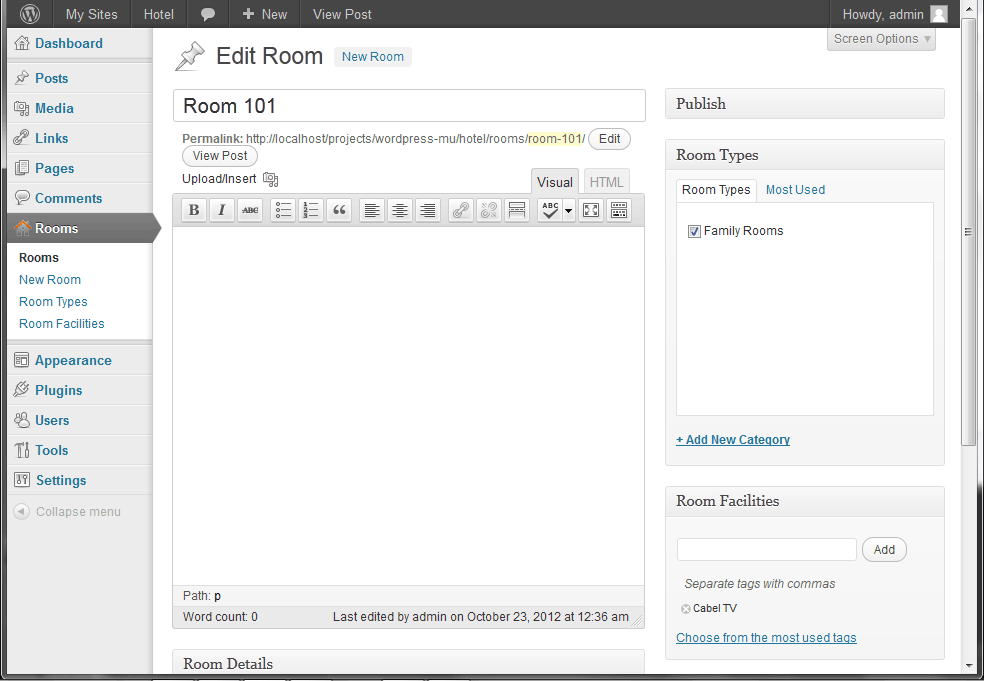 My Sites Hotel New View Post Howdy, admin
Screen Options
Dashboard
Posts
Media
Links
Pages
Comments
Rooms
Rooms
New Room
Room Types
Room Facilities
Appearance
Plugins
Users
Tools
Settings
Collapse menu
Edit Room New Room
Room 101
Permalink: http://localhost/projects/wordpress-mu/hotel/rooms/room-101/ Edit
View Post
Upload/Insert
Visual HTML
B I ABC ABC
Path: p
Word count: 0 Last edited by admin on October 23, 2012 at 12:36 am
Room Details
Publish
Room Types
Room Types Most Used
Family Rooms
+ Add New Category
Room Facilities
Add
Separate tags with commas
Cabel TV
Choose from the most used tags